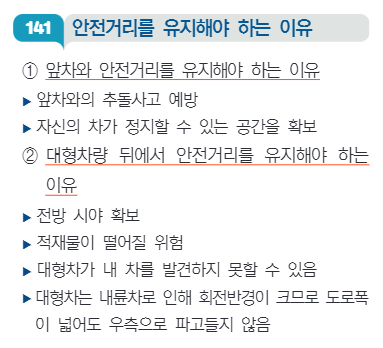 141 안전거리를 유지해야 하는 이유
① 앞차와 안전거리를 유지해야 하는 이유
▶ 앞차와의 추돌사고 예방
▶ 자신의 차가 정지할 수 있는 공간을 확보
② 대형차량 뒤에서 안전거리를 유지해야 하는
이유
▶ 전방 시야 확보
▶ 적재물이 떨어질 위험
▶ 대형차가 내 차를 발견하지 못할 수 있음
▶ 대형차는 내륜차로 인해 회전반경이 크므로 도로폭
이 넓어도 우측으로 파고들지 않음